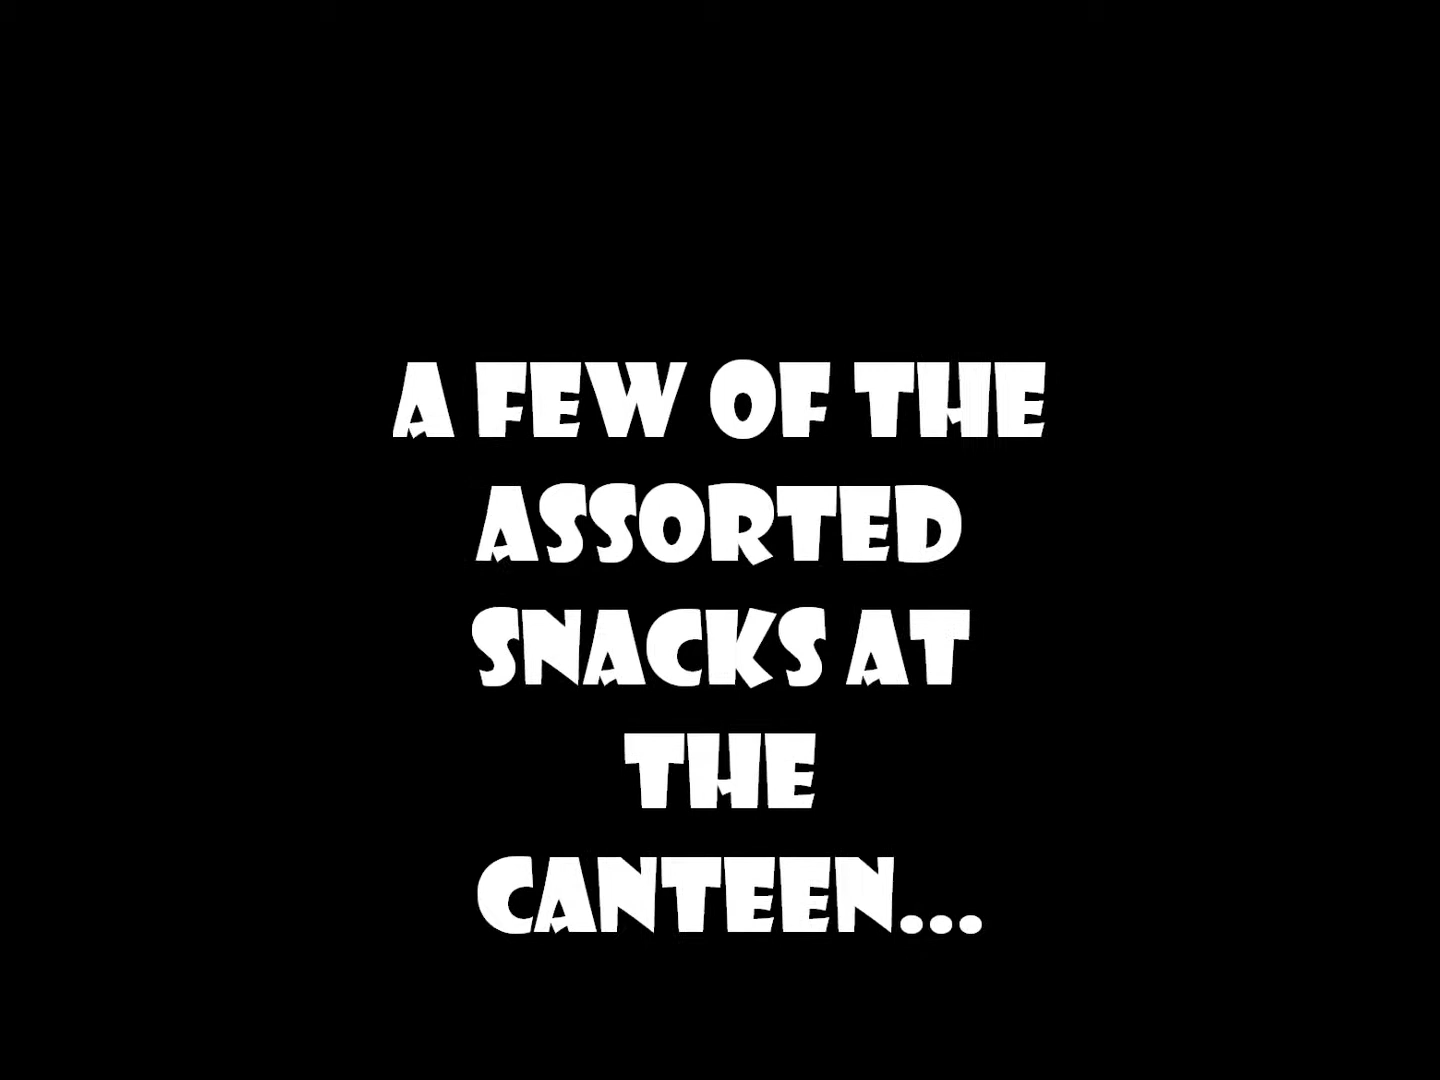 A FEW OF THE
ASSORTED
SNACKS AT
THE
CANTEEN...